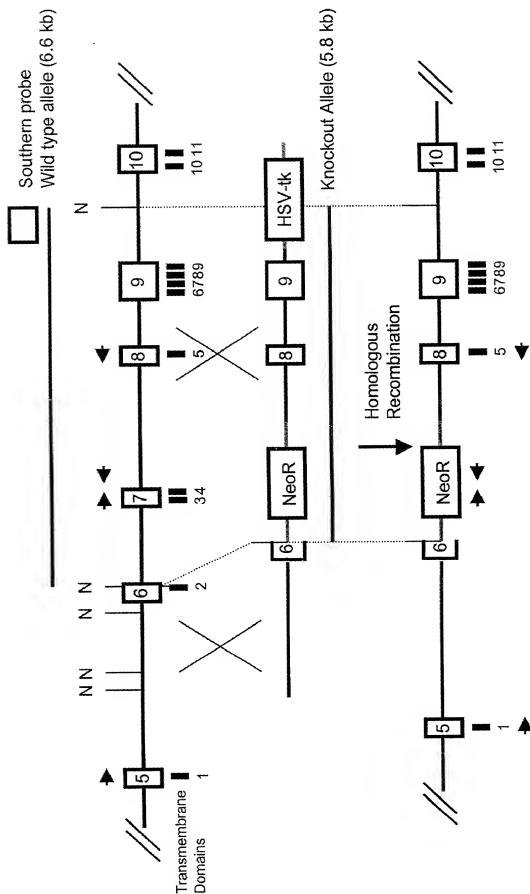 Southern probe
Wild type allele (6.6 kb)
N N N N N
5 6 7 8 9 10
1 2 34 5 6789 10 11
Transmembrane
Domains
6 NeoR 8 9 HSV-tk
Knockout Allele (5.8 kb)
Homologous
Recombination
5 6 NeoR 8 9 10
1 5 6789 10 11